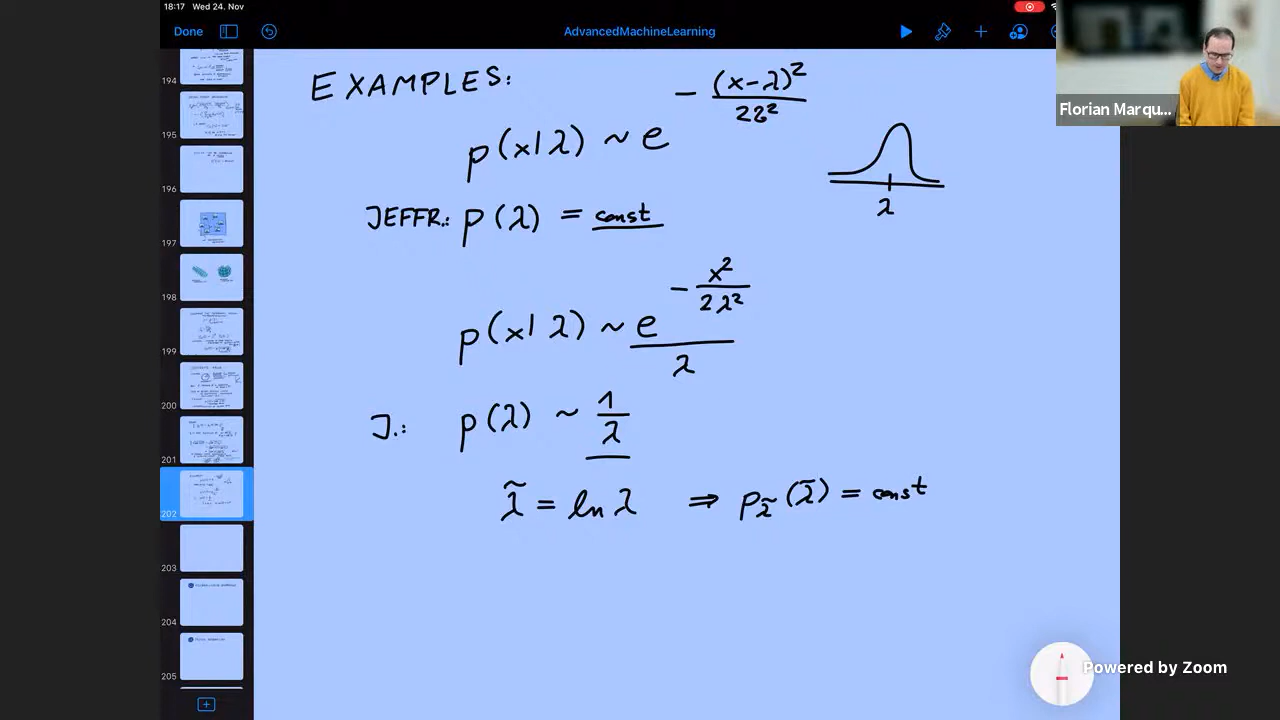 18:17 Wed 24. Nov
Done
AdvancedMachineLearning
Florian Marqu...
EXAMPLES:
p(x|λ) ~ e^{-(x-λ)²/2σ²}
λ
JEFFR.: p(λ) = const
p(x|λ) ~ e^{-x²/2λ²}/λ
J.: p(λ) ~ 1/λ
λ̃ = ln λ ⇒ p_λ̃(λ̃) = const
194
195
196
197
198
199
200
201
202
203
204
205
Powered by Zoom